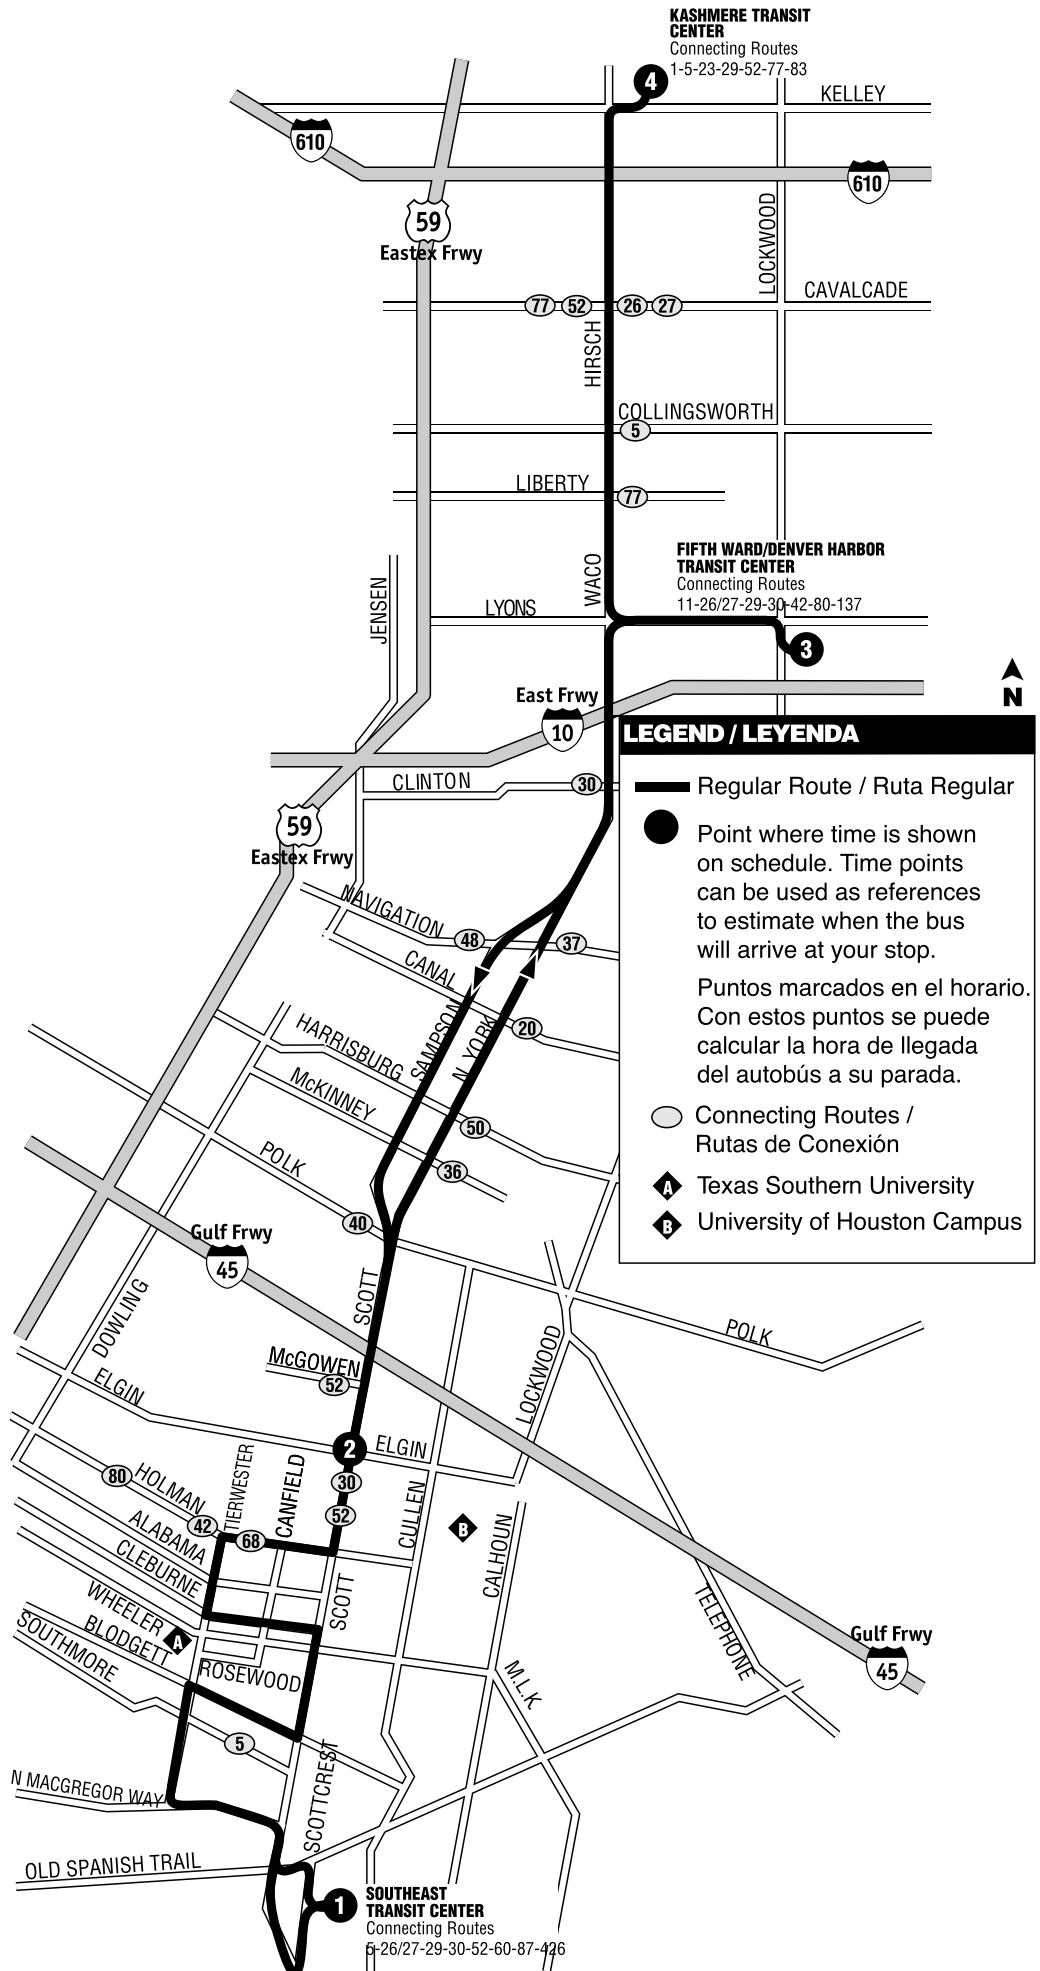 KASHMERE TRANSIT
CENTER
Connecting Routes
1-5-23-29-52-77-83
4
KELLEY
610
610
59
Eastex Frwy
LOCKWOOD
CAVALCADE
77
52
26
27
HIRSCH
COLLINGSWORTH
5
LIBERTY
77
FIFTH WARD/DENVER HARBOR
TRANSIT CENTER
Connecting Routes
11-26/27-29-30-42-80-137
WACO
JENSEN
LYONS
3
N
East Frwy
10
CLINTON
30
59
Eastex Frwy
LEGEND / LEYENDA
Regular Route / Ruta Regular
Point where time is shown
on schedule. Time points
can be used as references
to estimate when the bus
will arrive at your stop.
Puntos marcados en el horario.
Con estos puntos se puede
calcular la hora de llegada
del autobús a su parada.
Connecting Routes /
Rutas de Conexión
A
Texas Southern University
B
University of Houston Campus
NAVIGATION
48
37
CANAL
20
SAMPSON
N. YORK
HARRISBURG
50
McKINNEY
36
POLK
40
Gulf Frwy
45
SCOTT
DOWLING
McGOWEN
52
POLK
LOCKWOOD
ELGIN
2
ELGIN
30
52
80
HOLMAN
TIERWESTER
CANFIELD
CULLEN
42
68
B
CALHOUN
ALABAMA
CLEBURNE
SCOTT
WHEELER
A
BLODGETT
SOUTHMORE
ROSEWOOD
M.L.K
TELEPHONE
Gulf Frwy
45
5
N MACGREGOR WAY
SCOTTCREST
OLD SPANISH TRAIL
1
SOUTHEAST
TRANSIT CENTER
Connecting Routes
5-26/27-29-30-52-60-87-426